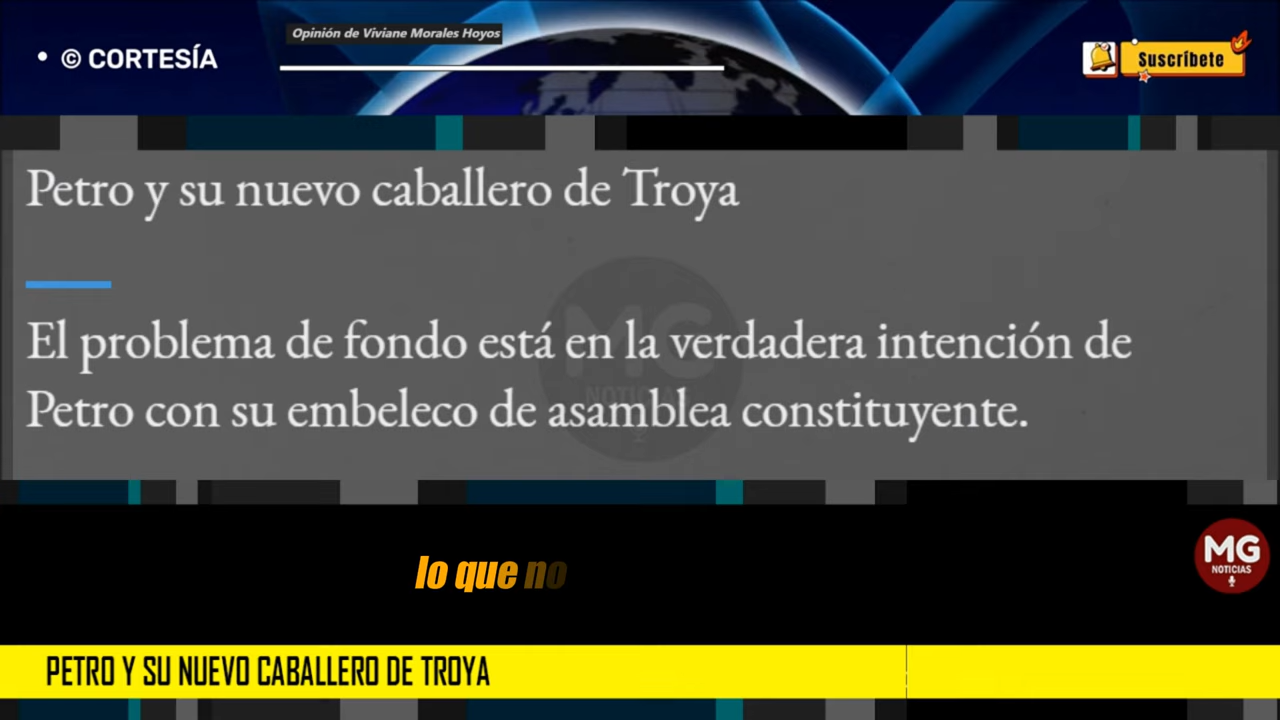 Opinión de Viviane Morales Hoyos
• © CORTESÍA
Suscríbete
Petro y su nuevo caballero de Troya
El problema de fondo está en la verdadera intención de
Petro con su embeleco de asamblea constituyente.
MG
NOTICIAS
lo que no
MG
NOTICIAS
PETRO Y SU NUEVO CABALLERO DE TROYA